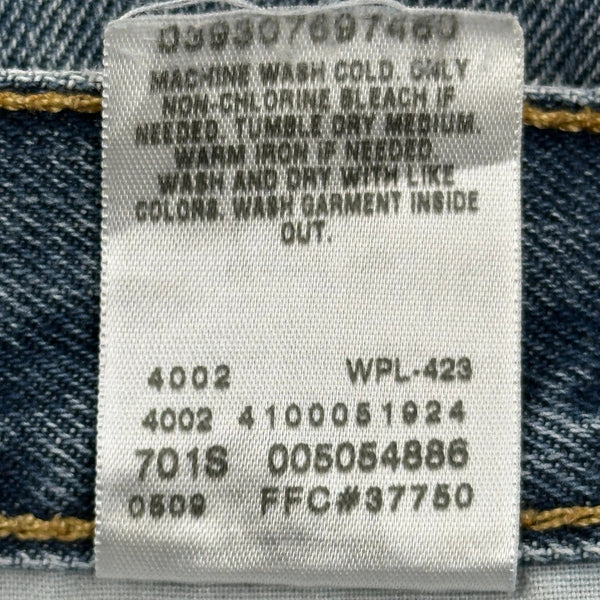 039307697460
MACHINE WASH COLD. ONLY
NON-CHLORINE BLEACH IF
NEEDED. TUMBLE DRY MEDIUM.
WARM IRON IF NEEDED.
WASH AND DRY WITH LIKE
COLORS. WASH GARMENT INSIDE
OUT.
4002 WPL-423
4002 4100051924
701S 005054886
0509 FFC#37750